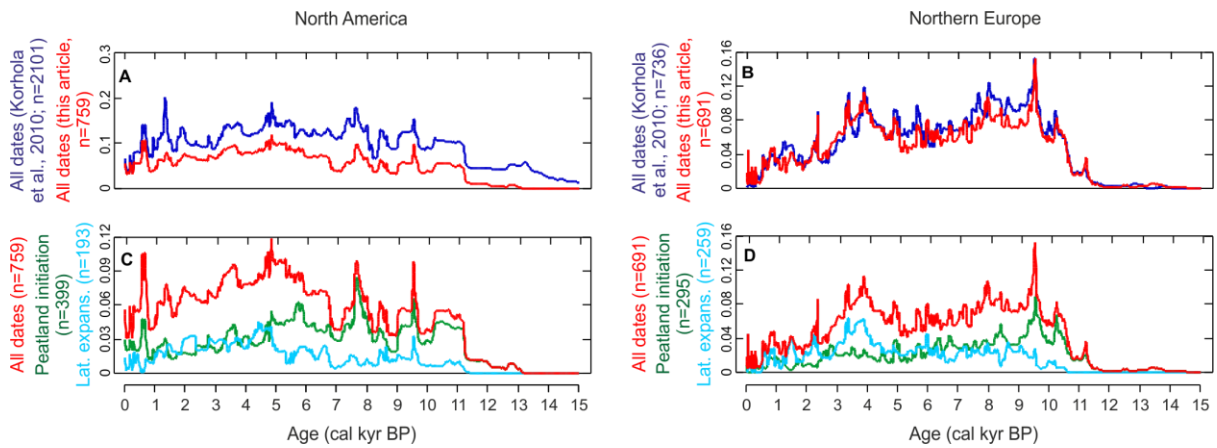 North America
Northern Europe
All dates (Korhola
et al., 2010; n=2101)
All dates (this article,
n=759)
A
0.3
0.2
0.1
0
0 1 2 3 4 5 6 7 8 9 10 11 12 13 14 15
All dates (Korhola
et al., 2010; n=736)
All dates (this article,
n=691)
B
0.16
0.12
0.08
0.04
0
0 1 2 3 4 5 6 7 8 9 10 11 12 13 14 15
All dates (n=759)
Peatland initiation
(n=399)
Lat. expans. (n=193)
C
0.12
0.09
0.06
0.03
0
0 1 2 3 4 5 6 7 8 9 10 11 12 13 14 15
Age (cal kyr BP)
All dates (n=691)
Peatland initiation
(n=295)
Lat. expans. (n=259)
D
0.16
0.12
0.08
0.04
0
0 1 2 3 4 5 6 7 8 9 10 11 12 13 14 15
Age (cal kyr BP)